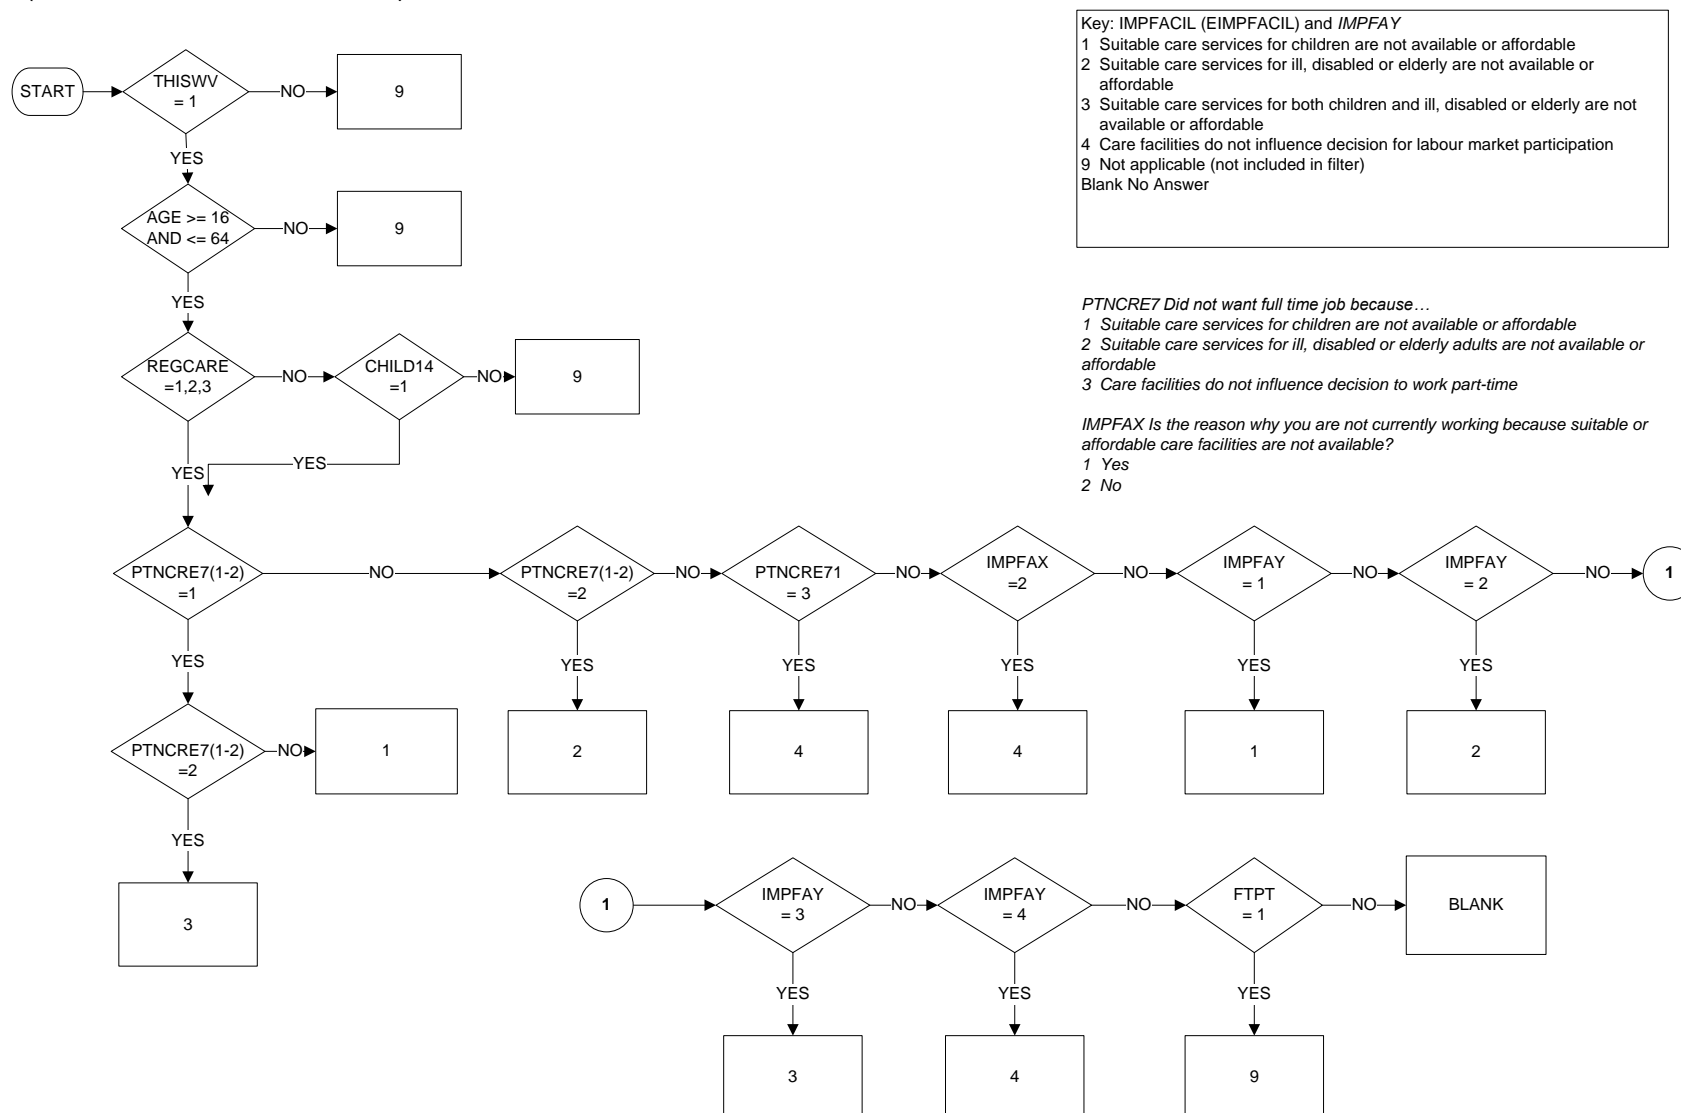 Key: IMPFACIL (EIMPFACIL) and IMPFAY
1 Suitable care services for children are not available or affordable
2 Suitable care services for ill, disabled or elderly are not available or
affordable
3 Suitable care services for both children and ill, disabled or elderly are not
available or affordable
4 Care facilities do not influence decision for labour market participation
9 Not applicable (not included in filter)
Blank No Answer
START
THISWV
= 1
NO
9
YES
AGE >= 16
AND <= 64
NO
9
YES
PTNCRE7 Did not want full time job because…
1 Suitable care services for children are not available or affordable
2 Suitable care services for ill, disabled or elderly adults are not available or
affordable
3 Care facilities do not influence decision to work part-time
IMPFAX Is the reason why you are not currently working because suitable or
affordable care facilities are not available?
1 Yes
2 No
REGCARE
=1,2,3
NO
CHILD14
=1
NO
9
YES
YES
PTNCRE7(1-2)
=1
NO
PTNCRE7(1-2)
=2
NO
PTNCRE71
= 3
NO
IMPFAX
=2
NO
IMPFAY
= 1
NO
IMPFAY
= 2
NO
1
YES
YES
YES
YES
YES
YES
PTNCRE7(1-2)
=2
NO
1
2
4
4
1
2
YES
3
1
IMPFAY
= 3
NO
IMPFAY
= 4
NO
FTPT
= 1
NO
BLANK
YES
YES
YES
3
4
9